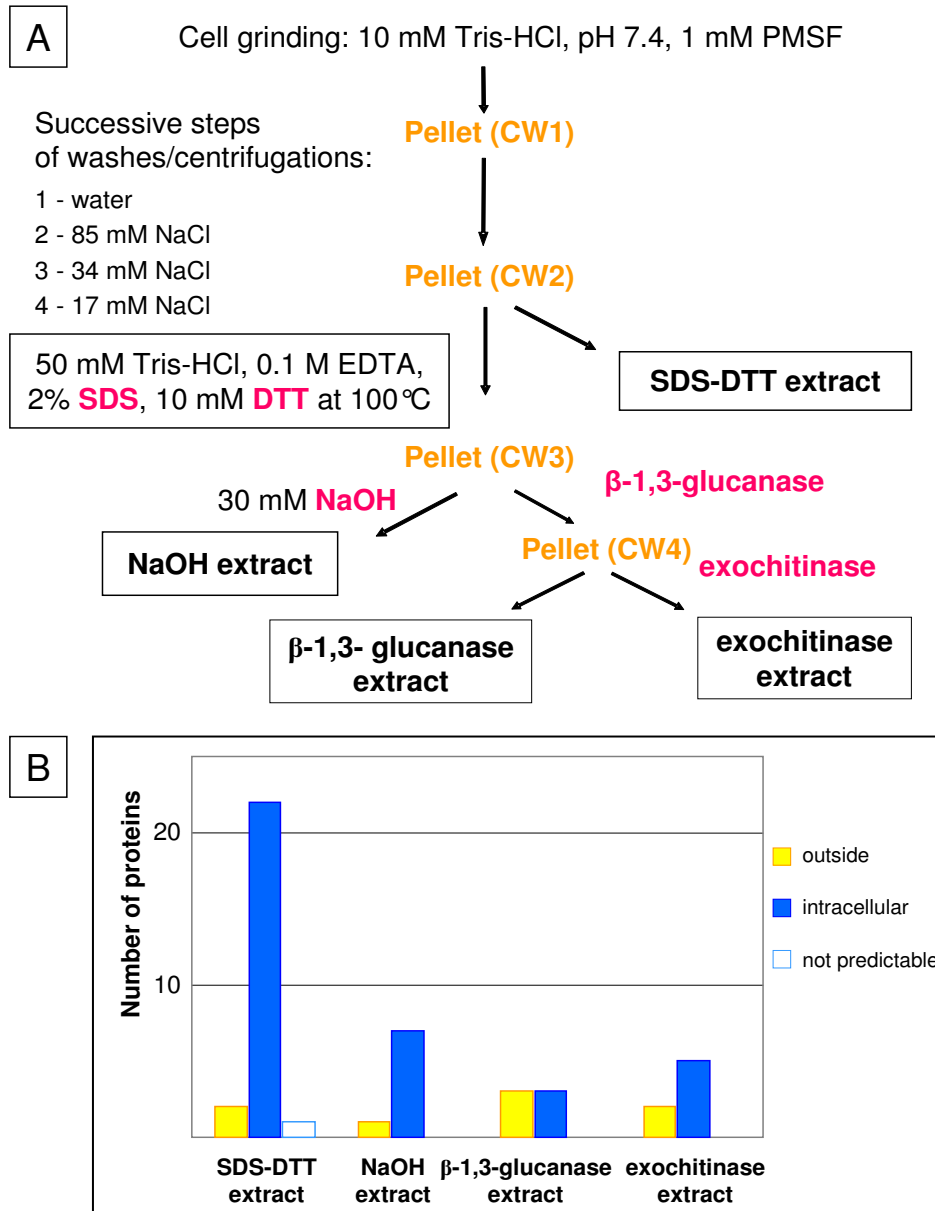 A
Cell grinding: 10 mM Tris-HCl, pH 7.4, 1 mM PMSF
Pellet (CW1)
Successive steps
of washes/centrifugations:
1 - water
2 - 85 mM NaCl
3 - 34 mM NaCl
4 - 17 mM NaCl
Pellet (CW2)
50 mM Tris-HCl, 0.1 M EDTA,
2% SDS, 10 mM DTT at 100°C
SDS-DTT extract
Pellet (CW3)
30 mM NaOH
β-1,3-glucanase
NaOH extract
Pellet (CW4)
exochitinase
β-1,3- glucanase
extract
exochitinase
extract
B
Number of proteins
20
10
outside
intracellular
not predictable
SDS-DTT
extract
NaOH
extract
β-1,3-glucanase
extract
exochitinase
extract